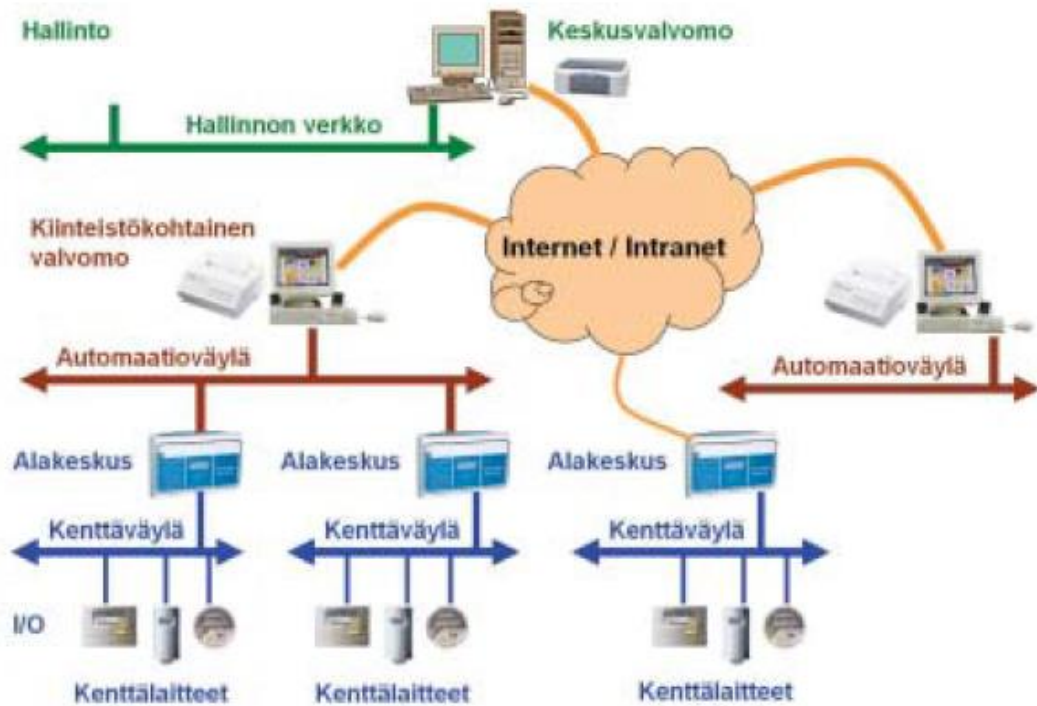 Hallinto
Keskusvalvomo
Hallinnon verkko
Kiinteistökohtainen
valvomo
Internet / Intranet
Automaatioväylä
Automaatioväylä
Alakeskus
Alakeskus
Alakeskus
Kenttäväylä
Kenttäväylä
Kenttäväylä
I/O
Kenttälaitteet
Kenttälaitteet
Kenttälaitteet